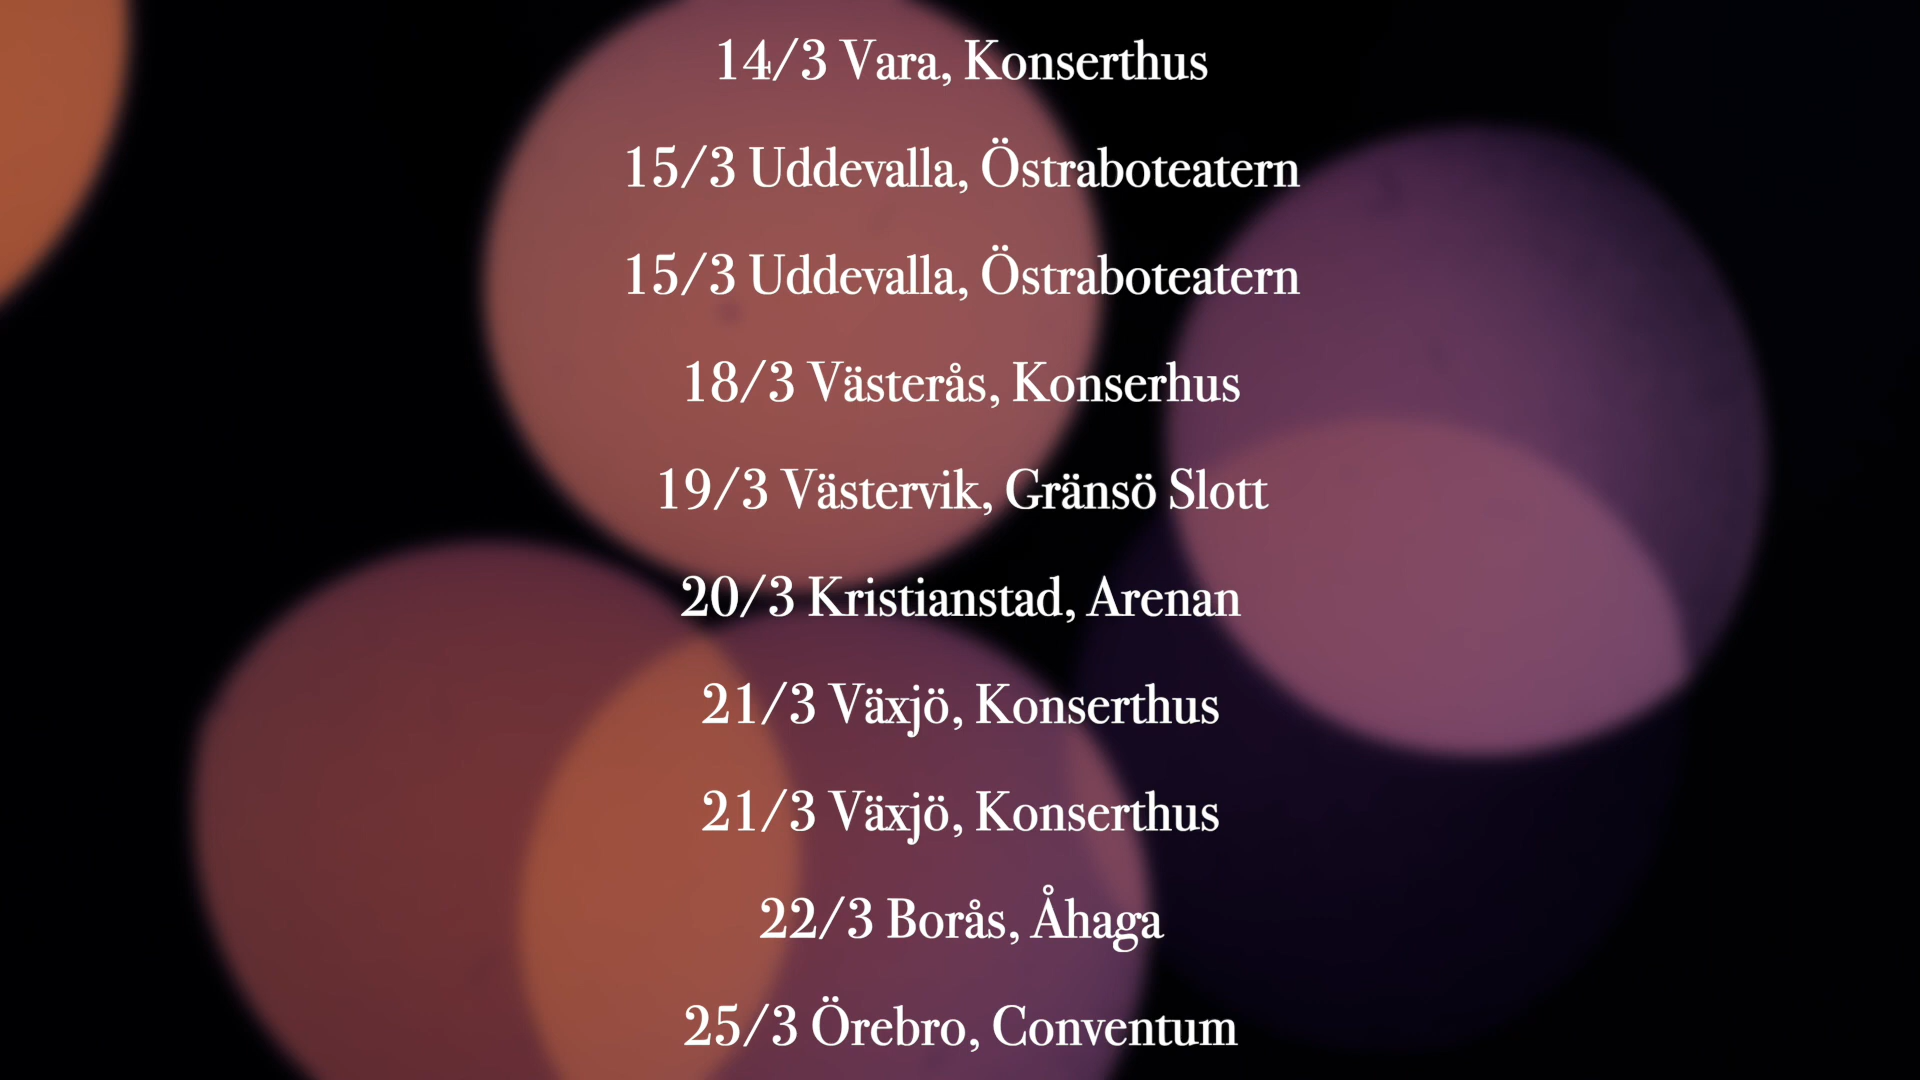 14/3 Vara, Konserthus
15/3 Uddevalla, Östraboteatern
15/3 Uddevalla, Östraboteatern
18/3 Västerås, Konserhus
19/3 Västervik, Gränsö Slott
20/3 Kristianstad, Arenan
21/3 Växjö, Konserthus
21/3 Växjö, Konserthus
22/3 Borås, Åhaga
25/3 Örebro, Conventum